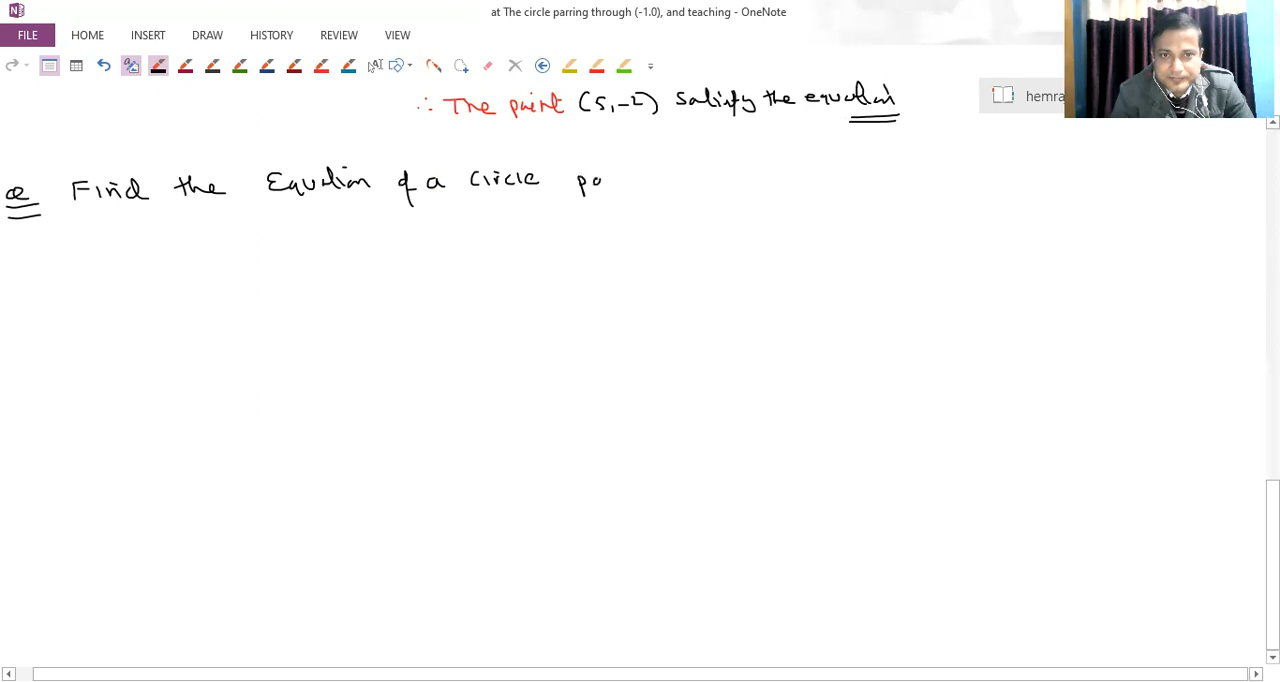 at The circle parring through (-1.0), and teaching - OneNote
FILE HOME INSERT DRAW HISTORY REVIEW VIEW
∴ The point (5,-2) satisfy the equation
hemra
Q Find the Equation of a circle pa